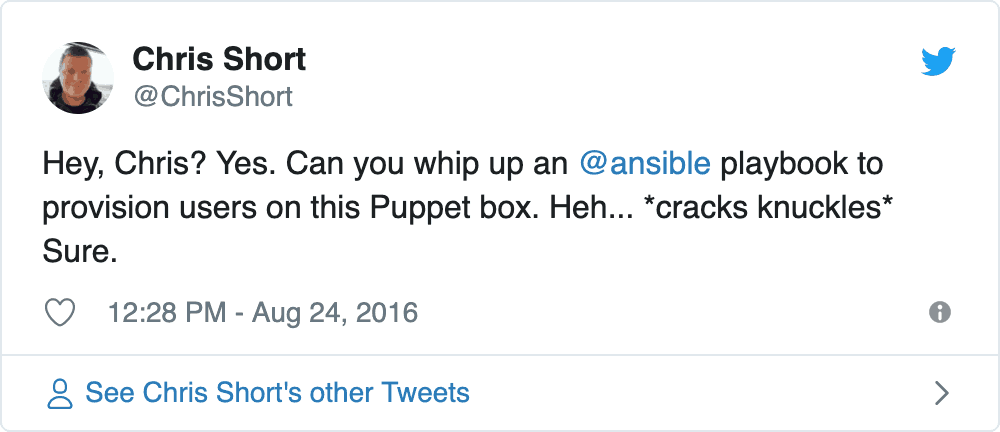 Chris Short
@ChrisShort
Hey, Chris? Yes. Can you whip up an @ansible playbook to
provision users on this Puppet box. Heh... *cracks knuckles*
Sure.
12:28 PM - Aug 24, 2016
See Chris Short's other Tweets